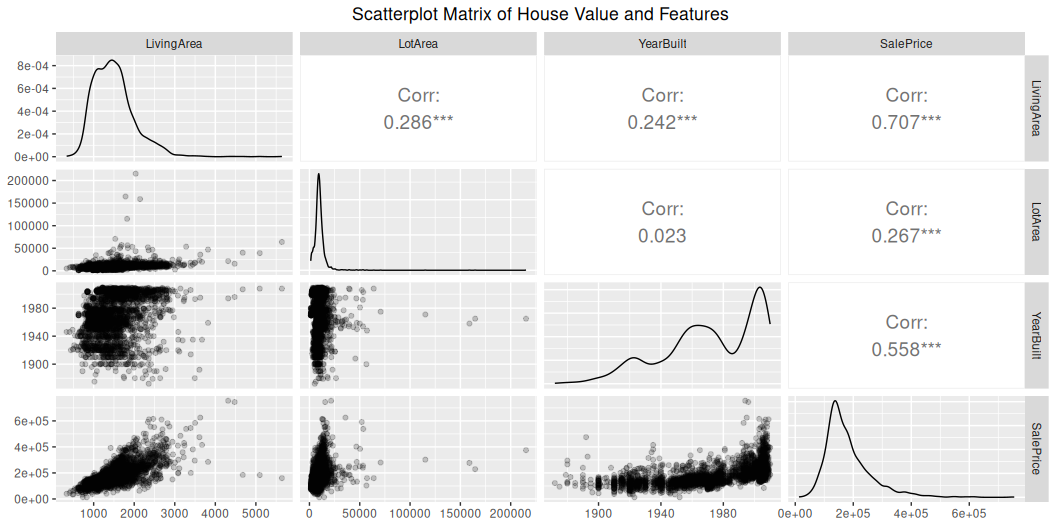 Scatterplot Matrix of House Value and Features
LivingArea LotArea YearBuilt SalePrice
8e-04
6e-04
4e-04
2e-04
0e+00
Corr:
0.286***
Corr:
0.242***
Corr:
0.707***
LivingArea
200000
150000
100000
50000
0
Corr:
0.023
Corr:
0.267***
LotArea
1980
1940
1900
Corr:
0.558***
YearBuilt
6e+05
4e+05
2e+05
0e+00
SalePrice
1000 2000 3000 4000 5000
0 50000 100000 150000 200000
1900 1940 1980
0e+00 2e+05 4e+05 6e+05